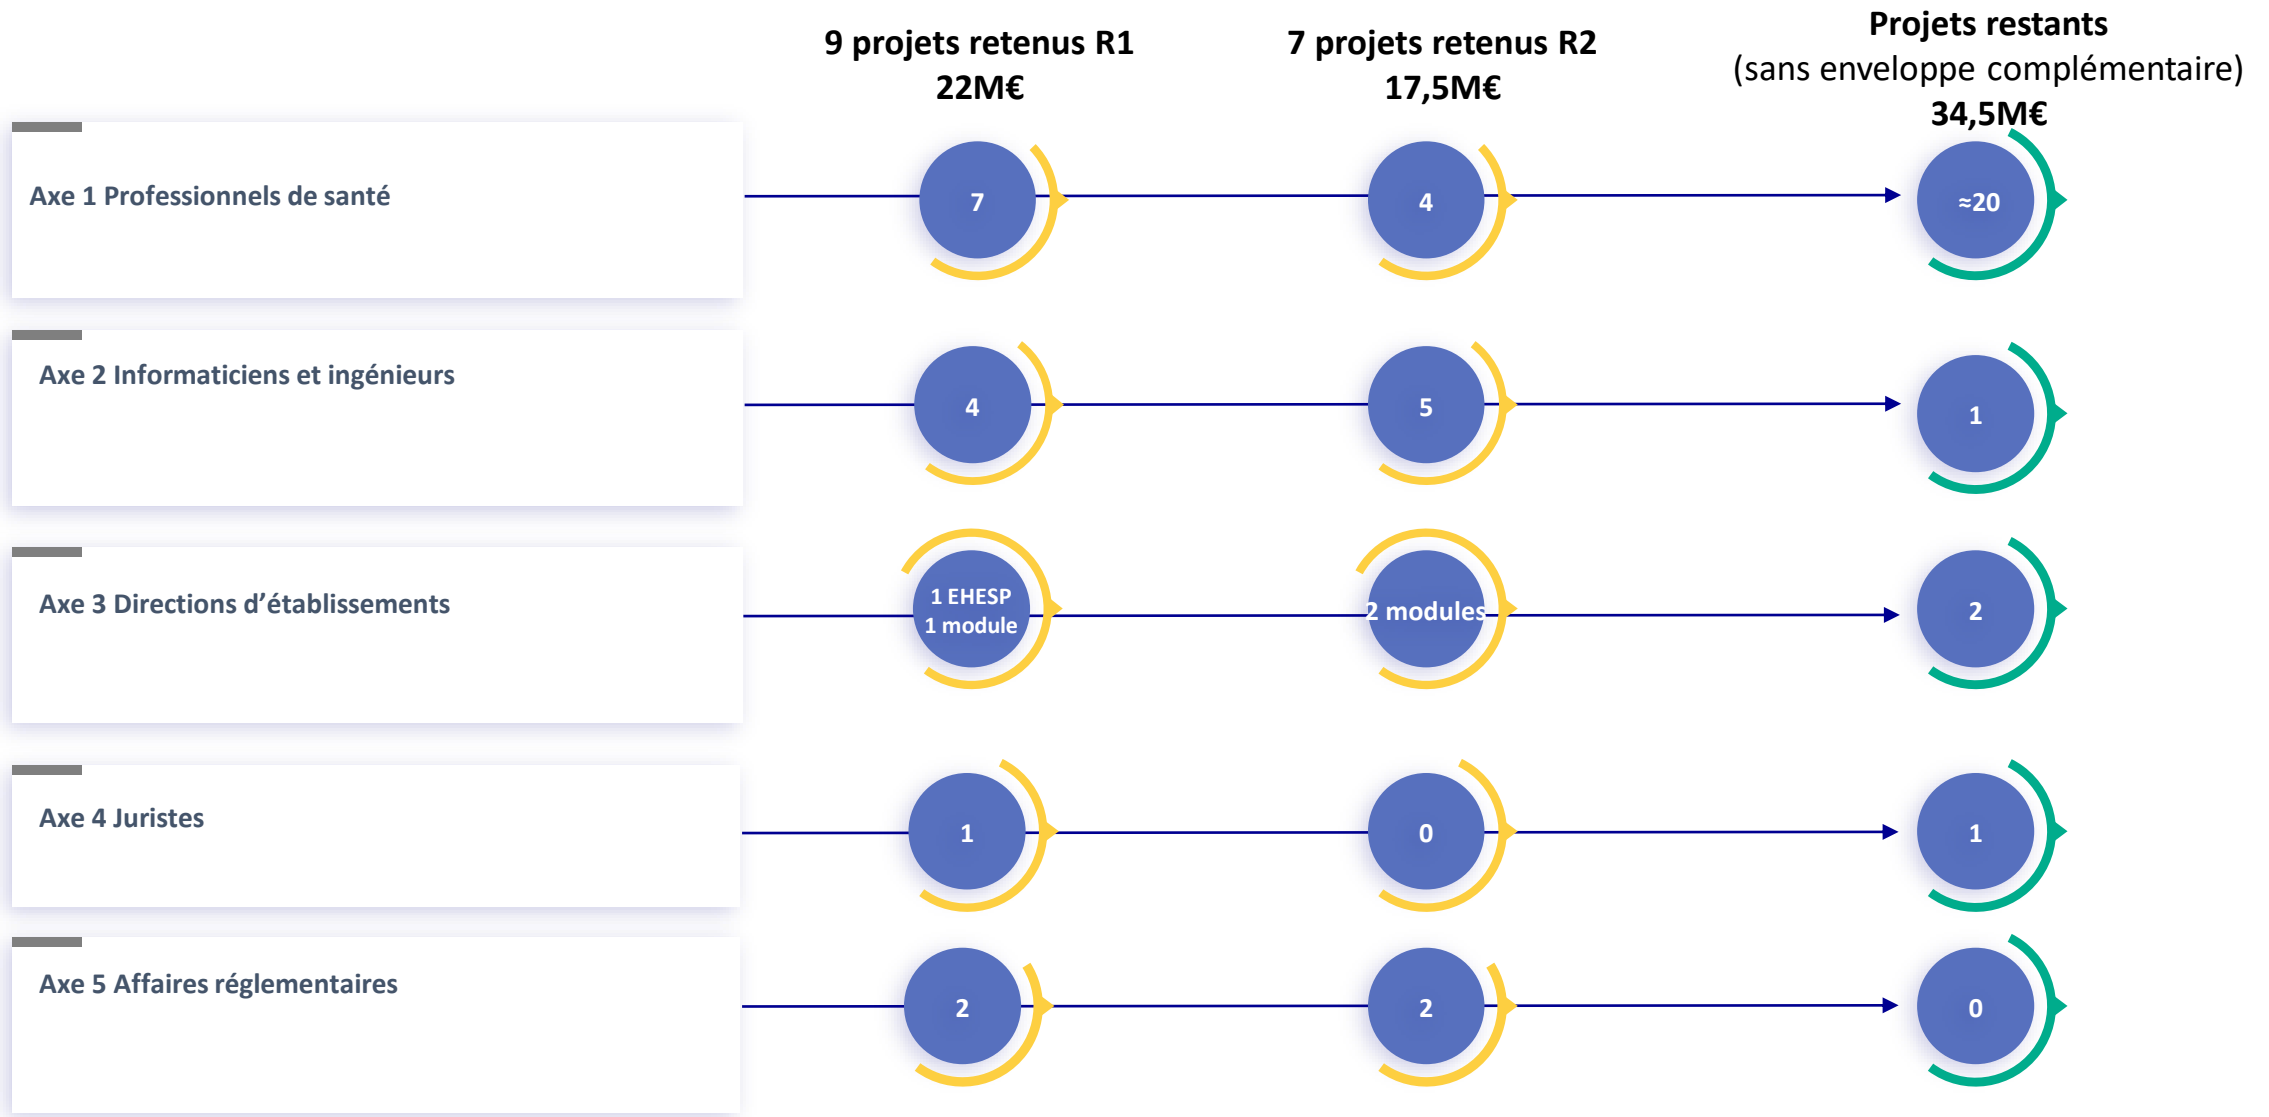 9 projets retenus R1
22M€
7 projets retenus R2
17,5M€
Projets restants
(sans enveloppe complémentaire)
34,5M€
Axe 1 Professionnels de santé
7
4
≈20
Axe 2 Informaticiens et ingénieurs
4
5
1
Axe 3 Directions d’établissements
1 EHESP
1 module
2 modules
2
Axe 4 Juristes
1
0
1
Axe 5 Affaires réglementaires
2
2
0